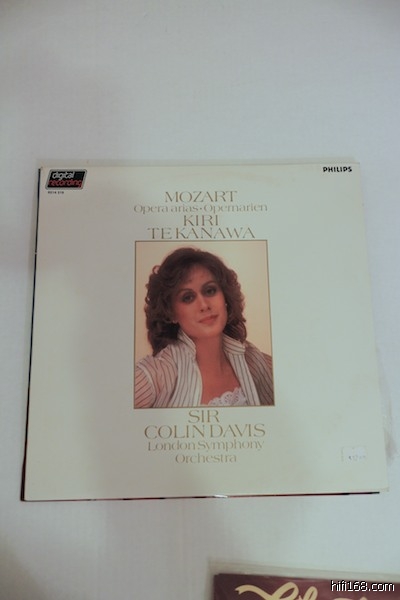 digital
recording
PHILIPS
MOZART
Opera arias · Opernarien
KIRI
TE KANAWA
SIR
COLIN DAVIS
London Symphony
Orchestra
hifi168.com